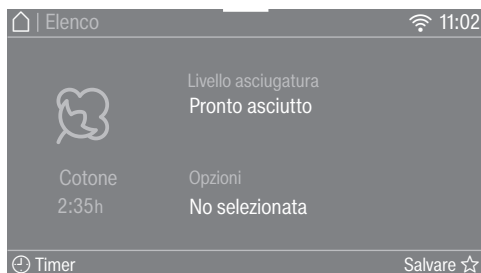 | Elenco 11:02
Livello asciugatura
Pronto asciutto
Cotone
2:35h
Opzioni
No selezionata
Timer Salvare